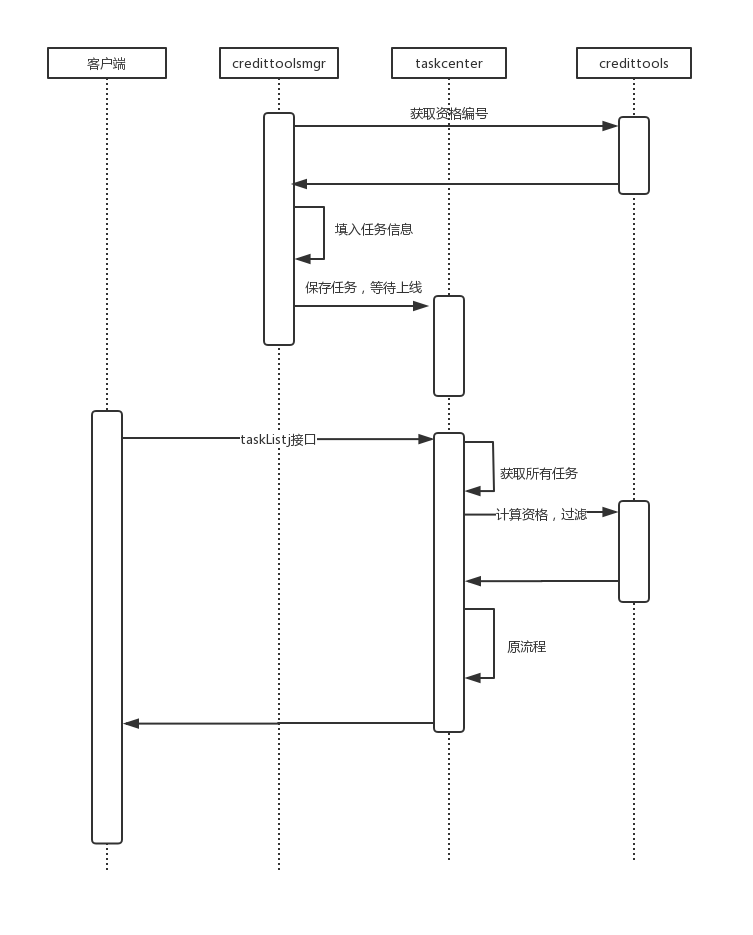 客户端
credittoolsmgr
taskcenter
credittools
获取资格编号
填入任务信息
保存任务，等待上线
taskListj接口
获取所有任务
计算资格，过滤
原流程